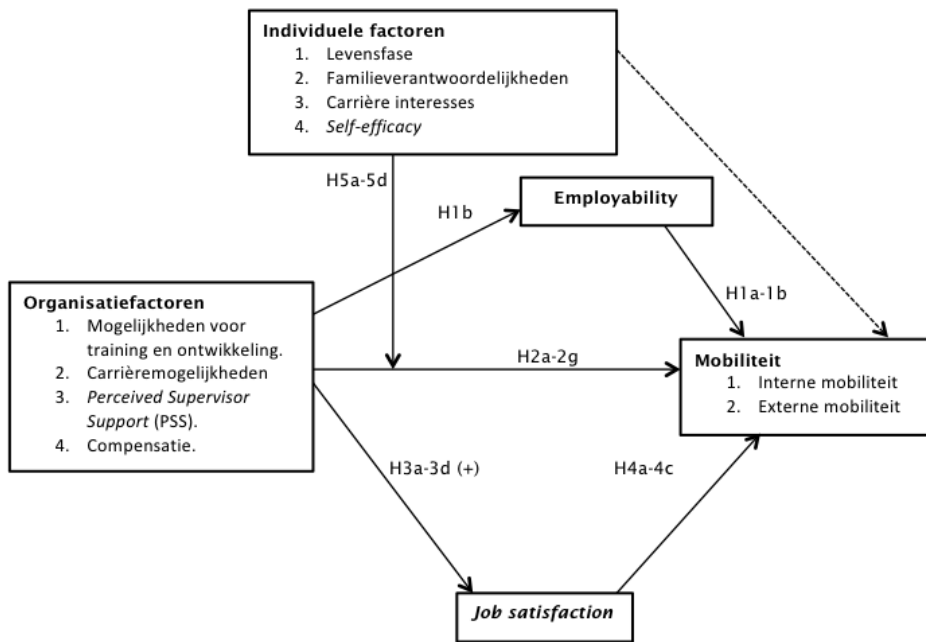 Individuele factoren
1. Levensfase
2. Familieverantwoordelijkheden
3. Carrière interesses
4. Self-efficacy
H5a-5d
H1b
Employability
H1a-1b
Organisatiefactoren
1. Mogelijkheden voor
training en ontwikkeling.
2. Carrièremogelijkheden
3. Perceived Supervisor
Support (PSS).
4. Compensatie.
H2a-2g
Mobiliteit
1. Interne mobiliteit
2. Externe mobiliteit
H3a-3d (+)
H4a-4c
Job satisfaction